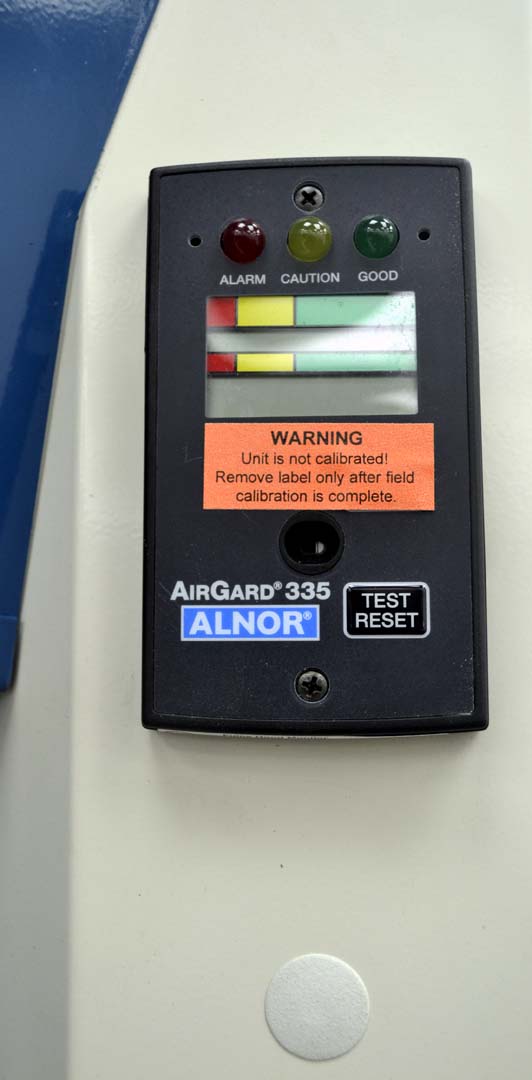 ALARM CAUTION GOOD
WARNING
Unit is not calibrated!
Remove label only after field
calibration is complete.
AIRGARD® 335
ALNOR®
TEST
RESET